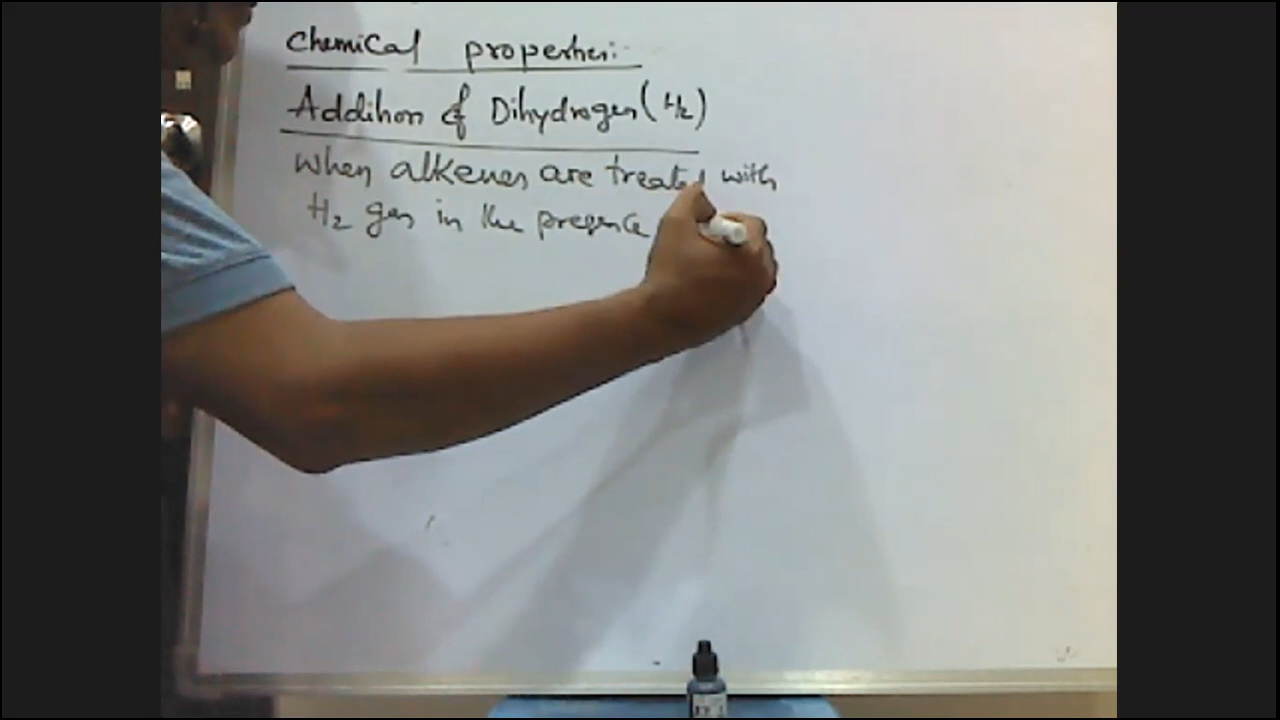 Chemical properties:-
Addition of Dihydrogen (H2)
When alkenes are treated with
H2 gas in the presence